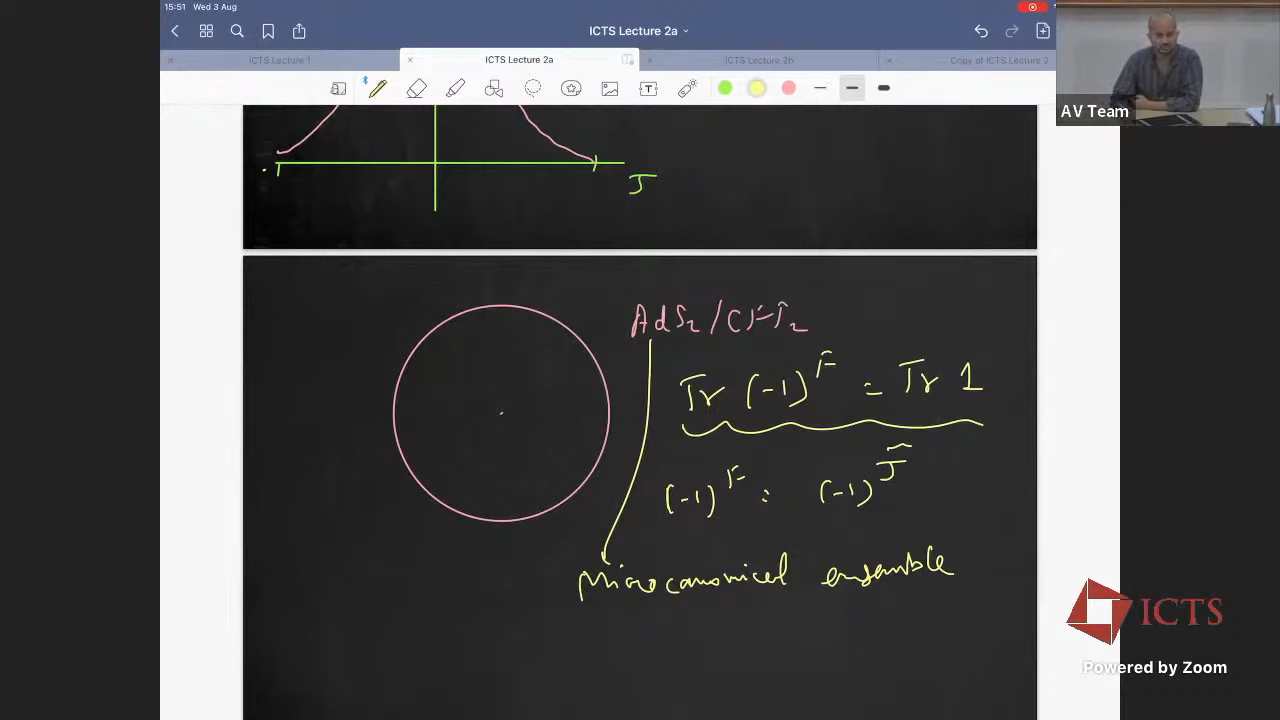 15:51 Wed 3 Aug
ICTS Lecture 2a
ICTS Lecture 1
ICTS Lecture 2a
ICTS Lecture 2b
Copy of ICTS Lecture 2
T
AV Team
J
AdS₂/CFT₂
Tr (-1)^F = Tr 1
(-1)^F : (-1)^Ĵ
Microcanonical ensemble
ICTS
Powered by Zoom